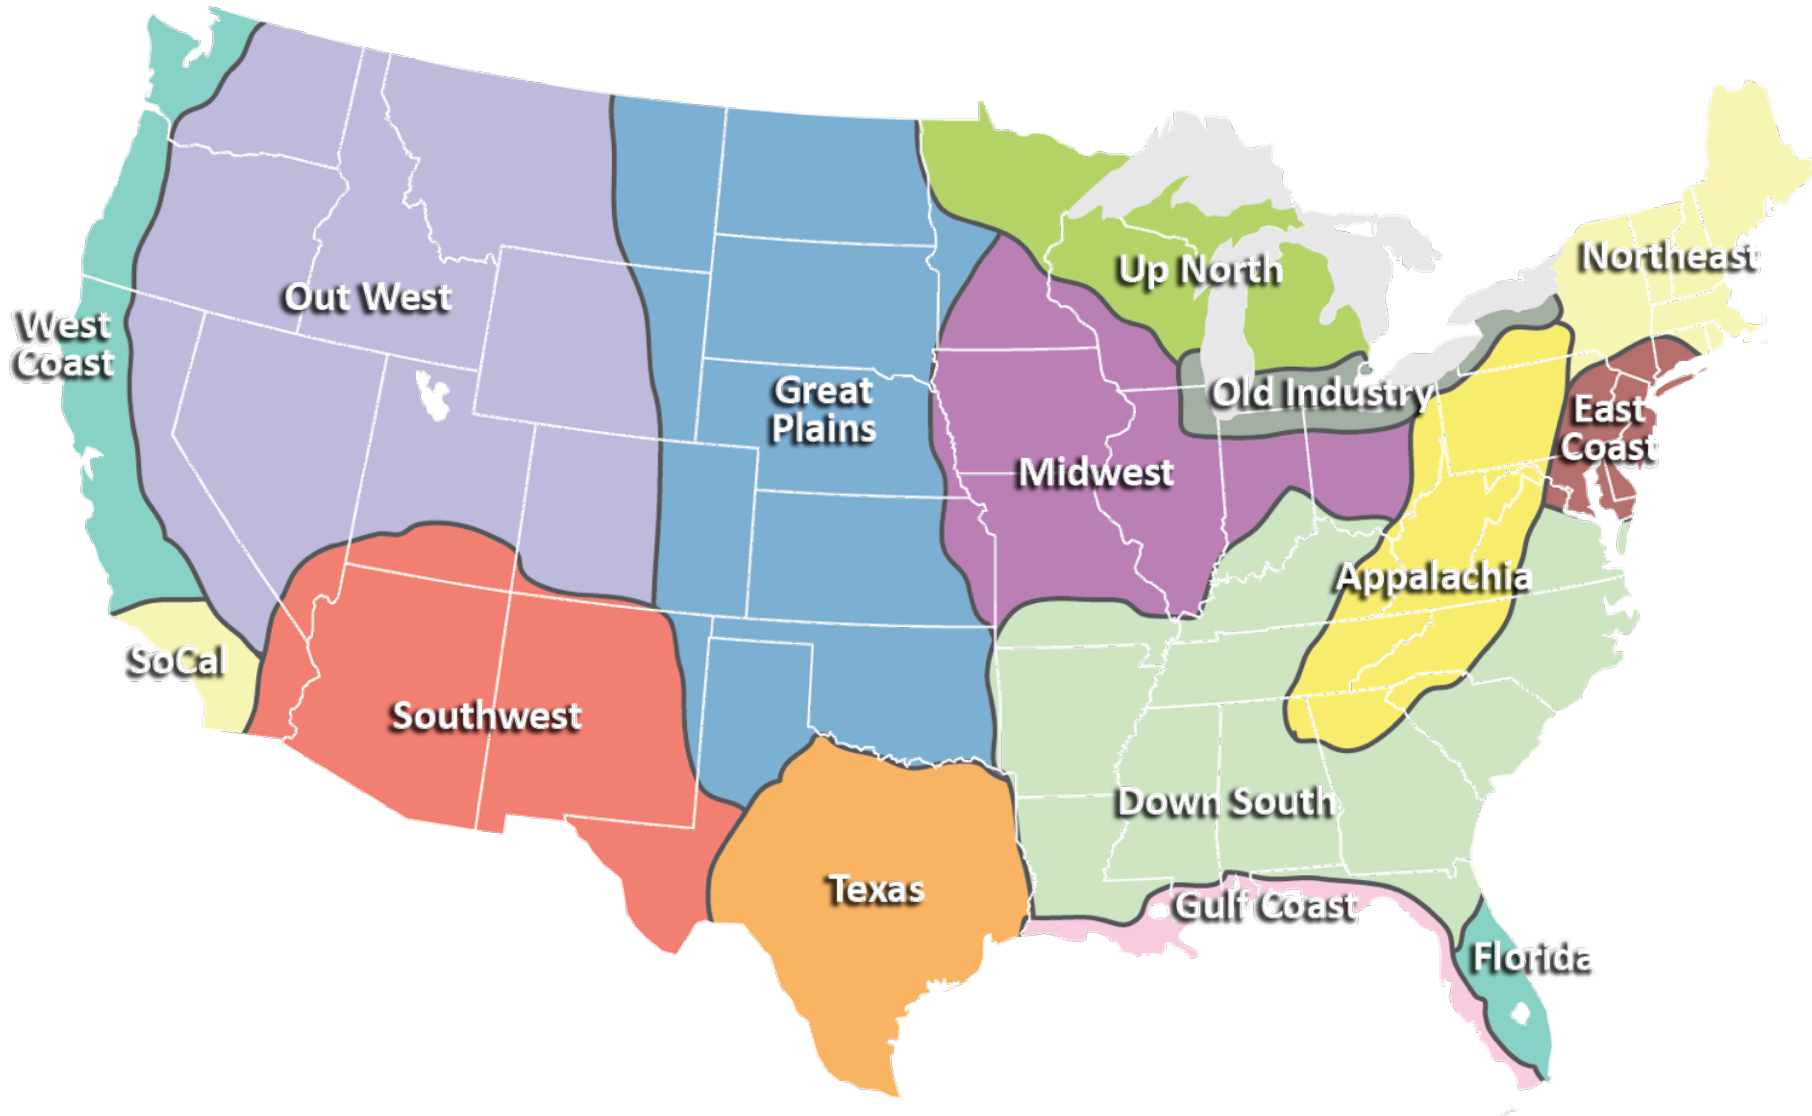 Northeast
Up North
Out West
West
Coast
Great
Plains
Old Industry
East
Coast
Midwest
Appalachia
SoCal
Southwest
Down South
Texas
Gulf Coast
Florida